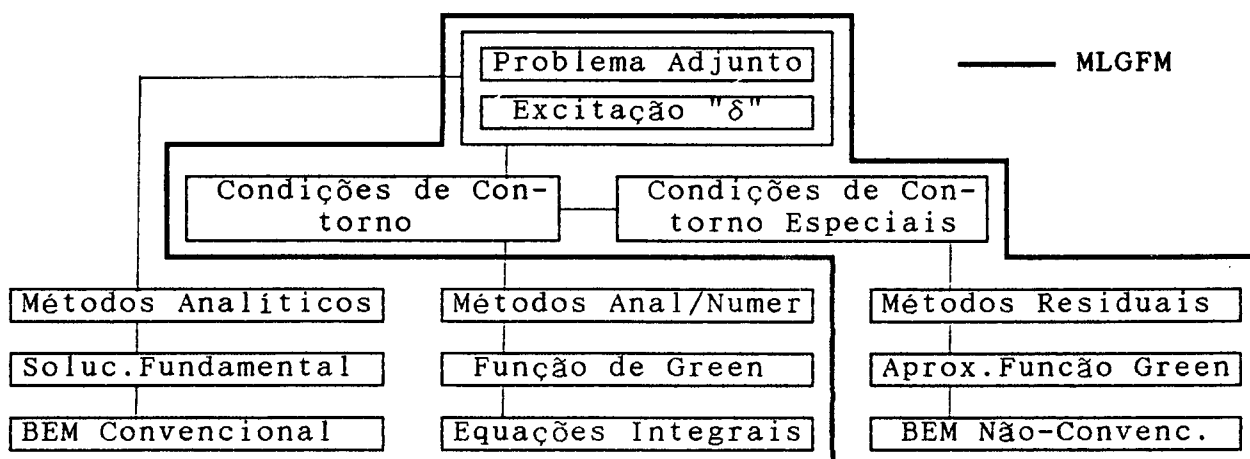 Problema Adjunto
MLGFM
Excitação "δ"
Condições de Con-
torno
Condições de Con-
torno Especiais
Métodos Analíticos
Métodos Anal/Numer
Métodos Residuais
Soluc.Fundamental
Função de Green
Aprox.Funcão Green
BEM Convencional
Equações Integrais
BEM Não-Convenc.